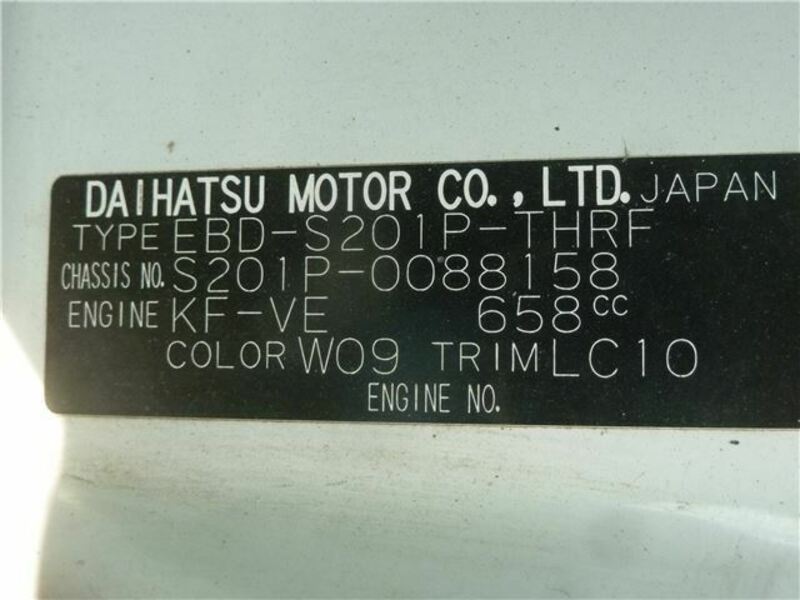 DAIHATSU MOTOR CO., LTD. JAPAN
TYPE EBD-S201P-THRF
CHASSIS NO. S201P-0088158
ENGINE KF-VE 658cc
COLOR W09 TRIM LC10
ENGINE NO.